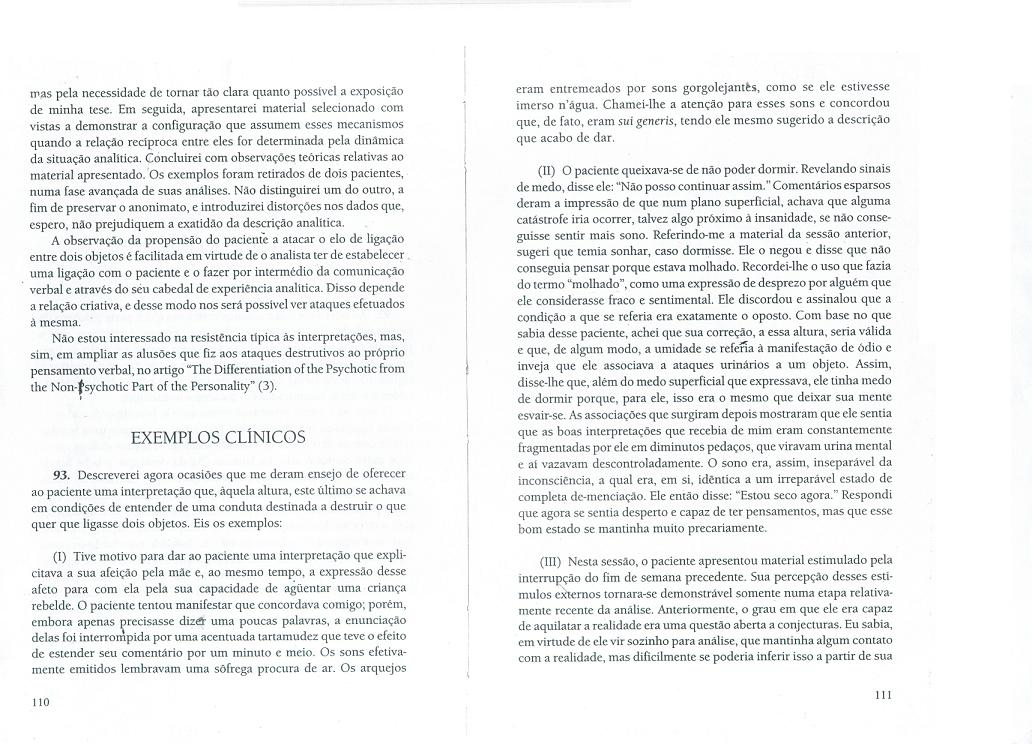 mas pela necessidade de tornar tão clara quanto possível a exposição
de minha tese. Em seguida, apresentarei material selecionado com
vistas a demonstrar a configuração que assumem esses mecanismos
quando a relação recíproca entre eles for determinada pela dinâmica
da situação analítica. Concluirei com observações teóricas relativas ao
material apresentado. Os exemplos foram retirados de dois pacientes,
numa fase avançada de suas análises. Não distinguirei um do outro, a
fim de preservar o anonimato, e introduzirei distorções nos dados que,
espero, não prejudiquem a exatidão da descrição analítica.
A observação da propensão do paciente a atacar o elo de ligação
entre dois objetos é facilitada em virtude de o analista ter de estabelecer
uma ligação com o paciente e o fazer por intermédio da comunicação
verbal e através do seu cabedal de experiência analítica. Disso depende
a relação criativa, e desse modo nos será possível ver ataques efetuados
à mesma.
Não estou interessado na resistência típica às interpretações, mas,
sim, em ampliar as alusões que fiz aos ataques destrutivos ao próprio
pensamento verbal, no artigo “The Differentiation of the Psychotic from
the Non-Psychotic Part of the Personality” (3).
EXEMPLOS CLÍNICOS
93. Descreverei agora ocasiões que me deram ensejo de oferecer
ao paciente uma interpretação que, àquela altura, este último se achava
em condições de entender de uma conduta destinada a destruir o que
quer que ligasse dois objetos. Eis os exemplos:
(I) Tive motivo para dar ao paciente uma interpretação que expli-
citava a sua afeição pela mãe e, ao mesmo tempo, a expressão desse
afeto para com ela pela sua capacidade de agüentar uma criança
rebelde. O paciente tentou manifestar que concordava comigo; porém,
embora apenas precisasse dizer uma poucas palavras, a enunciação
delas foi interrompida por uma acentuada tartamudez que teve o efeito
de estender seu comentário por um minuto e meio. Os sons efetiva-
mente emitidos lembravam uma sôfrega procura de ar. Os arquejos
110
eram entremeados por sons gorgolejantes, como se ele estivesse
imerso n’água. Chamei-lhe a atenção para esses sons e concordou
que, de fato, eram sui generis, tendo ele mesmo sugerido a descrição
que acabo de dar.
(II) O paciente queixava-se de não poder dormir. Revelando sinais
de medo, disse ele: “Não posso continuar assim.” Comentários esparsos
deram a impressão de que num plano superficial, achava que alguma
catástrofe iria ocorrer, talvez algo próximo à insanidade, se não conse-
guisse sentir mais sono. Referindo-me a material da sessão anterior,
sugeri que temia sonhar, caso dormisse. Ele o negou e disse que não
conseguia pensar porque estava molhado. Recordei-lhe o uso que fazia
do termo “molhado”, como uma expressão de desprezo por alguém que
ele considerasse fraco e sentimental. Ele discordou e assinalou que a
condição a que se referia era exatamente o oposto. Com base no que
sabia desse paciente, achei que sua correção, a essa altura, seria válida
e que, de algum modo, a umidade se referia à manifestação de ódio e
inveja que ele associava a ataques urinários a um objeto. Assim,
disse-lhe que, além do medo superficial que expressava, ele tinha medo
de dormir porque, para ele, isso era o mesmo que deixar sua mente
esvair-se. As associações que surgiram depois mostraram que ele sentia
que as boas interpretações que recebia de mim eram constantemente
fragmentadas por ele em diminutos pedaços, que viravam urina mental
e aí vazavam descontroladamente. O sono era, assim, inseparável da
inconsciência, a qual era, em si, idêntica a um irreparável estado de
completa de-menciação. Ele então disse: “Estou seco agora.” Respondi
que agora se sentia desperto e capaz de ter pensamentos, mas que esse
bom estado se mantinha muito precariamente.
(III) Nesta sessão, o paciente apresentou material estimulado pela
interrupção do fim de semana precedente. Sua percepção desses estí-
mulos externos tornara-se demonstrável somente numa etapa relativa-
mente recente da análise. Anteriormente, o grau em que ele era capaz
de aquilatar a realidade era uma questão aberta a conjecturas. Eu sabia,
em virtude de ele vir sozinho para análise, que mantinha algum contato
com a realidade, mas dificilmente se poderia inferir isso a partir de sua
111